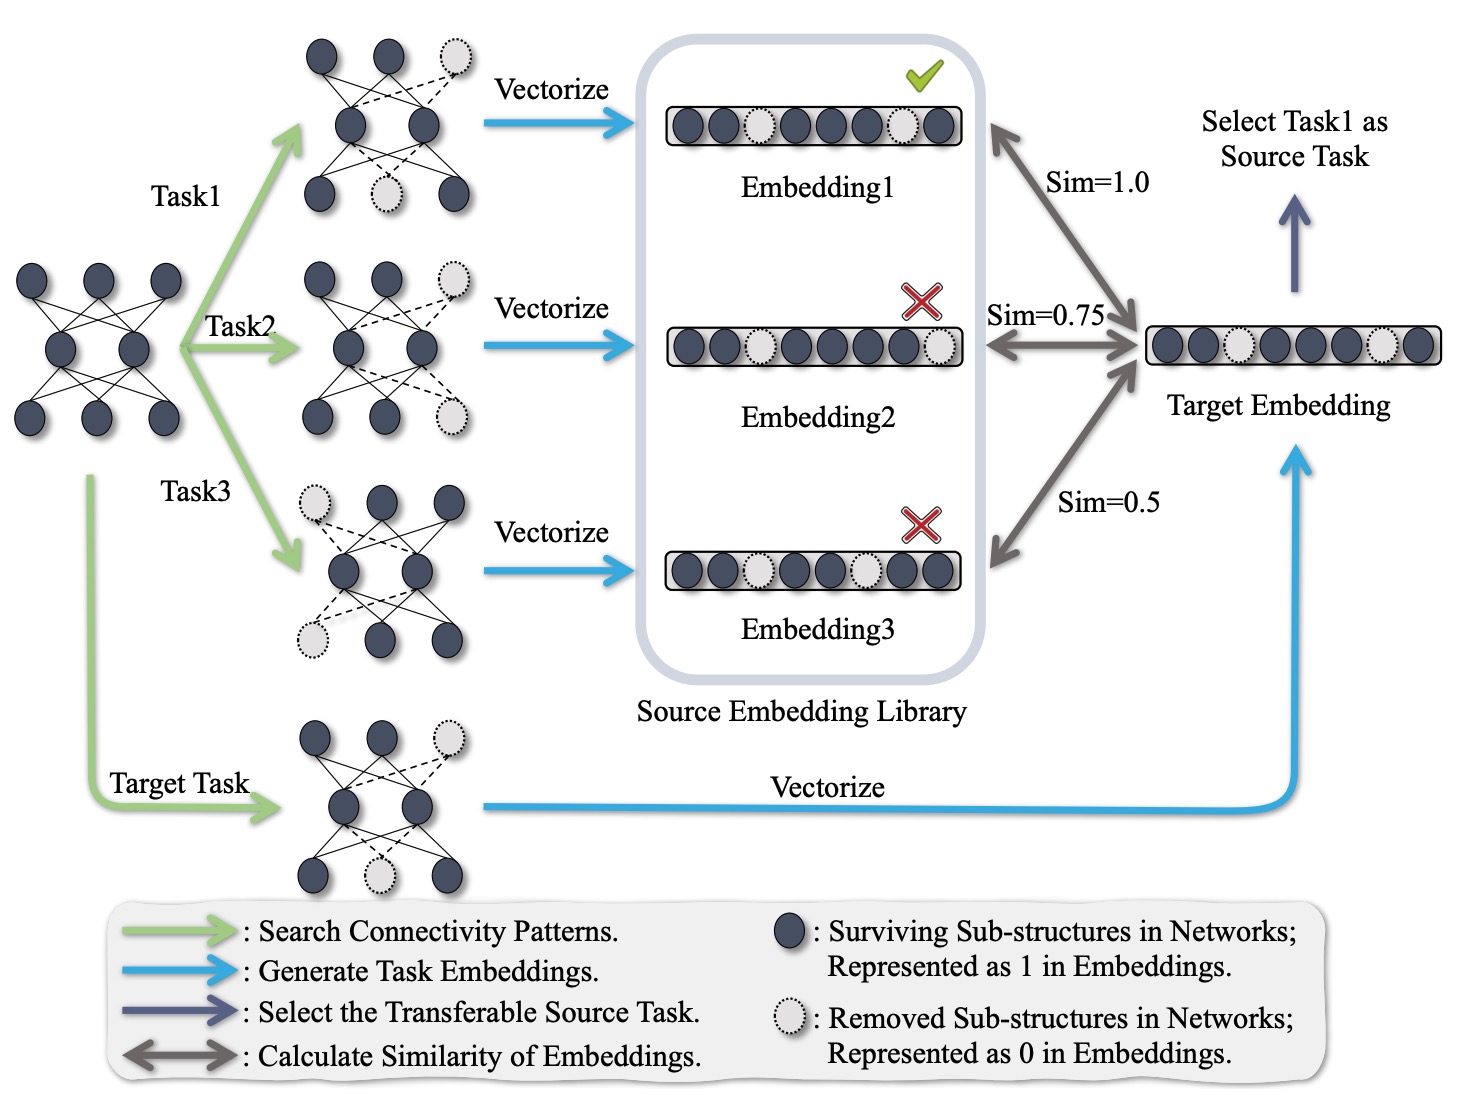 Vectorize
Embedding1
Task1
Select Task1 as
Source Task
Sim=1.0
Task2
Vectorize
Embedding2
Sim=0.75
Target Embedding
Task3
Vectorize
Embedding3
Sim=0.5
Source Embedding Library
Target Task
Vectorize
: Search Connectivity Patterns.
: Generate Task Embeddings.
: Select the Transferable Source Task.
: Calculate Similarity of Embeddings.
: Surviving Sub-structures in Networks;
Represented as 1 in Embeddings.
: Removed Sub-structures in Networks;
Represented as 0 in Embeddings.